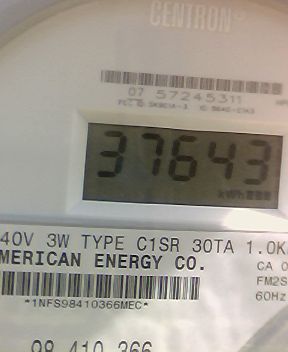 CENTRON®
07 57245311
37643
kWh
40V 3W TYPE C1SR 30TA 1.0K
MERICAN ENERGY CO.
CA 0
FM2S
60Hz
*1NFS98410366MEC*
98 410 366